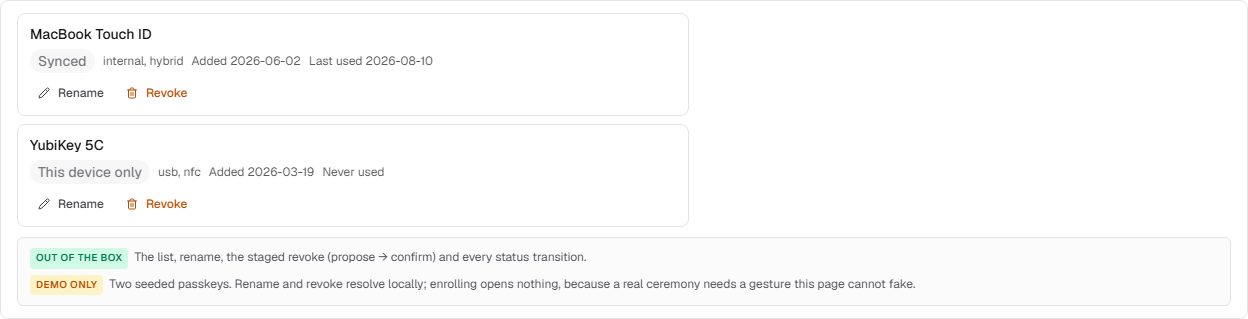 MacBook Touch ID
Synced internal, hybrid Added 2026-06-02 Last used 2026-08-10
Rename Revoke
YubiKey 5C
This device only usb, nfc Added 2026-03-19 Never used
Rename Revoke
OUT OF THE BOX The list, rename, the staged revoke (propose → confirm) and every status transition.
DEMO ONLY Two seeded passkeys. Rename and revoke resolve locally; enrolling opens nothing, because a real ceremony needs a gesture this page cannot fake.